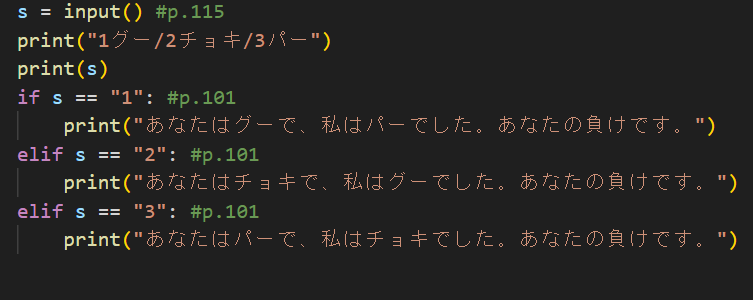 s = input() #p.115
print("1グー/2チョキ/3パー")
print(s)
if s == "1": #p.101
    print("あなたはグーで、私はパーでした。あなたの負けです。")
elif s == "2": #p.101
    print("あなたはチョキで、私はグーでした。あなたの負けです。")
elif s == "3": #p.101
    print("あなたはパーで、私はチョキでした。あなたの負けです。")